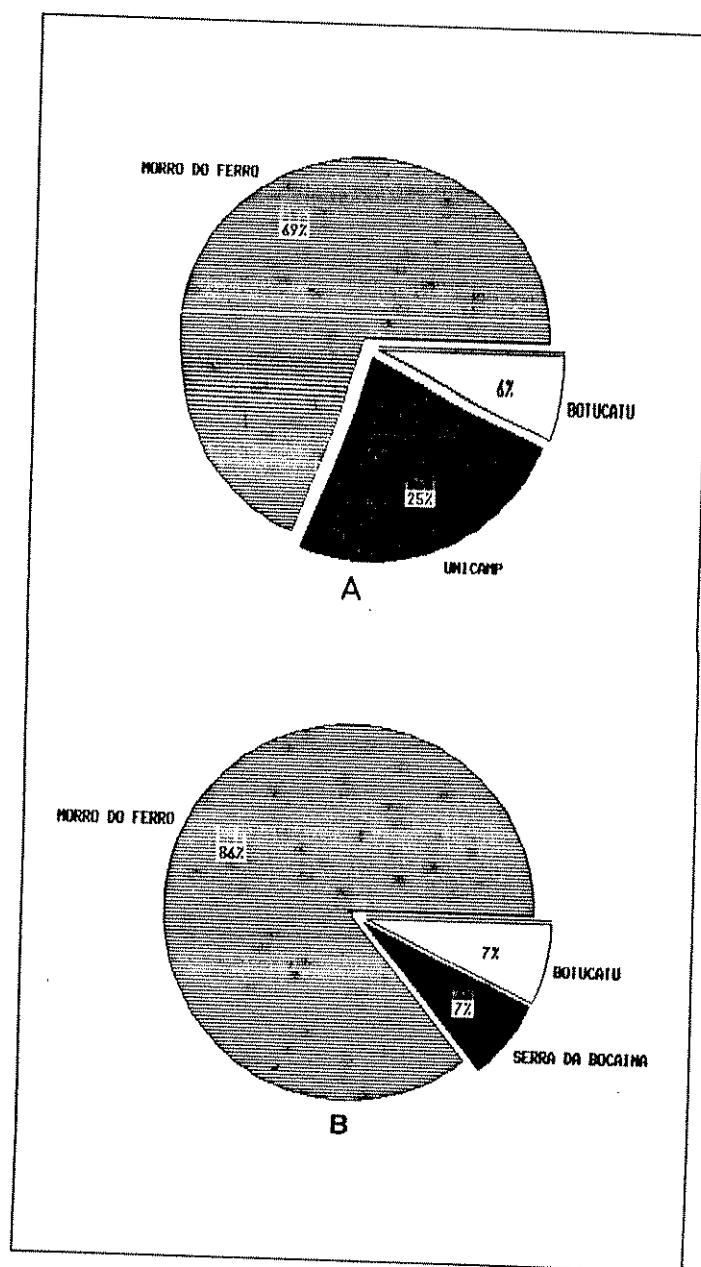 MORRO DO FERRO
69%
6%
BOTUCATU
25%
UNICAMP
A
MORRO DO FERRO
86%
7%
BOTUCATU
7%
SERRA DA BOCAINA
B